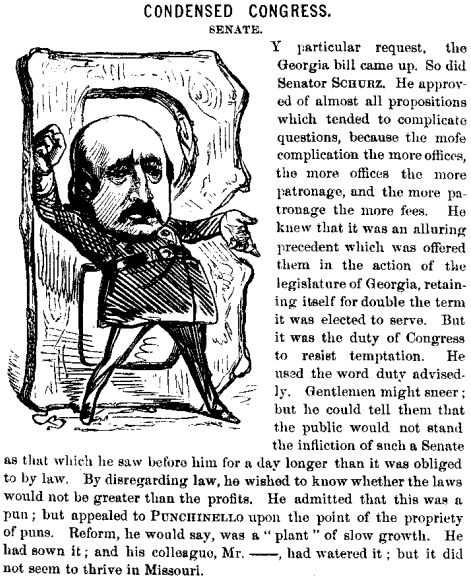 CONDENSED CONGRESS.
SENATE.
BY particular request, the
Georgia bill came up. So did
Senator SCHURZ. He approv-
ed of almost all propositions
which tended to complicate
questions, because the mofe
complication the more offices,
the more offices the more
patronage, and the more pa-
tronage the more fees. He
knew that it was an alluring
precedent which was offered
them in the action of the
legislature of Georgia, retain-
ing itself for double the term
it was elected to serve. But
it was the duty of Congress
to resist temptation. He
used the word duty advised-
ly. Gentlemen might sneer;
but he could tell them that
the public would not stand
the infliction of such a Senate
as that which he saw before him for a day longer than it was obliged
to by law. By disregarding law, he wished to know whether the laws
would not be greater than the profits. He admitted that this was a
pun; but appealed to PUNCHINELLO upon the point of the propriety
of puns. Reform, he would say, was a "plant" of slow growth. He
had sown it; and his colleague, Mr. ——, had watered it; but it did
not seem to thrive in Missouri.